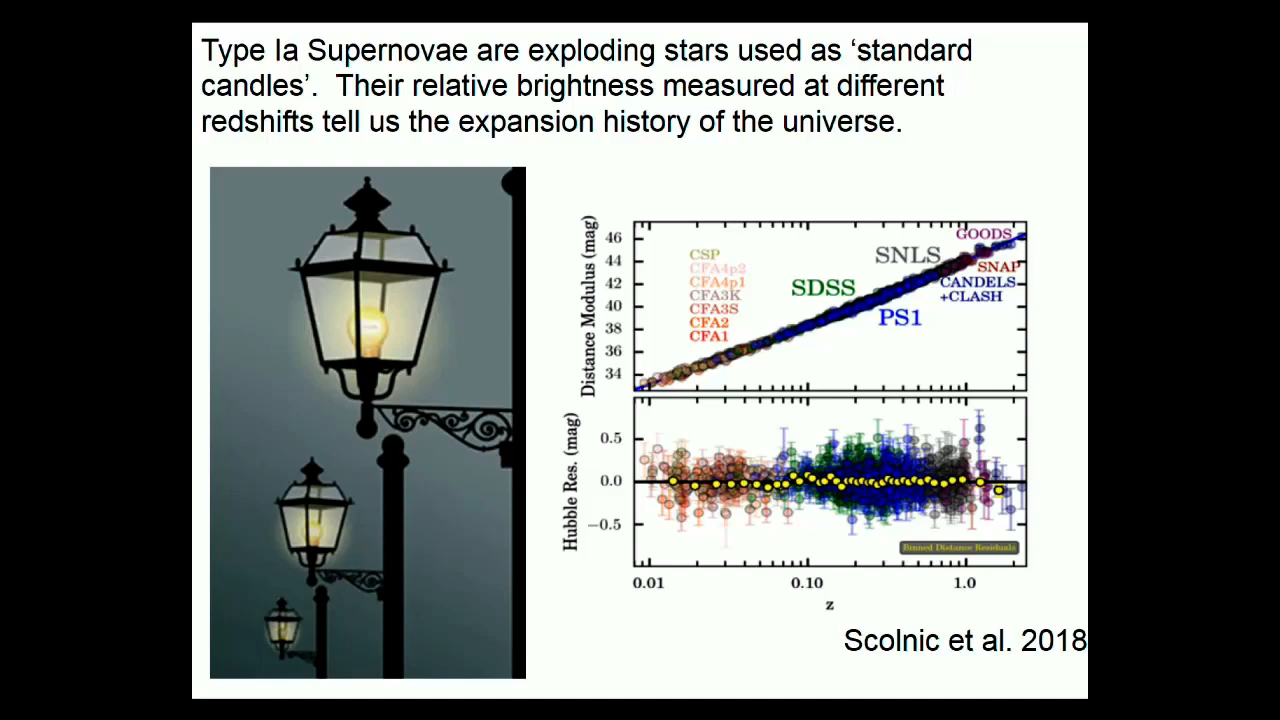 Type Ia Supernovae are exploding stars used as ‘standard
candles’.  Their relative brightness measured at different
redshifts tell us the expansion history of the universe.
Distance Modulus (mag)
46
44
42
40
38
36
34
CSP
CFA4p2
CFA4p1
CFA3K
CFA3S
CFA2
CFA1
SDSS
SNLS
PS1
GOODS
SNAP
CANDELS
+CLASH
Hubble Res. (mag)
0.5
0.0
−0.5
Binned Distance Residuals
0.01
0.10
1.0
z
Scolnic et al. 2018